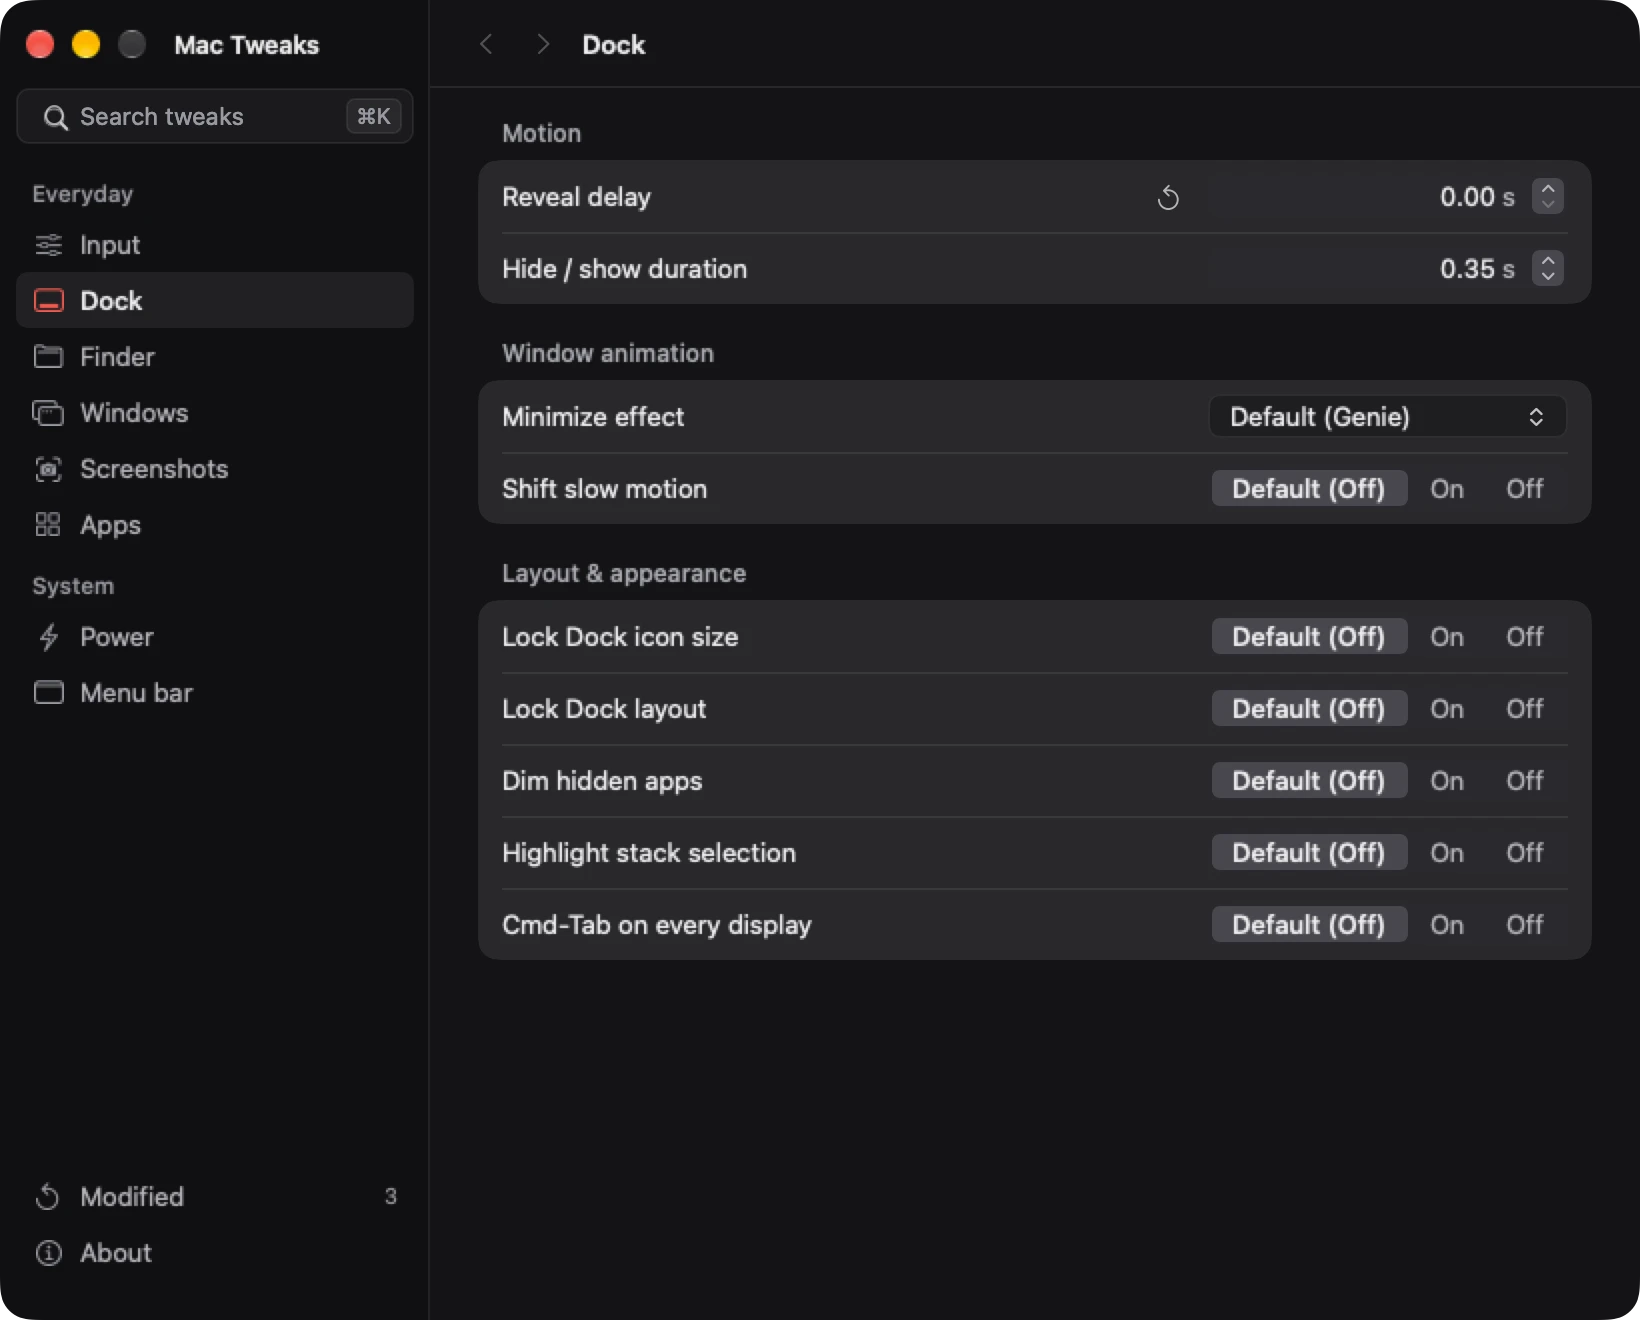 Mac Tweaks
Search tweaks ⌘K
Everyday
Input
Dock
Finder
Windows
Screenshots
Apps
System
Power
Menu bar
Modified 3
About
Dock
Motion
Reveal delay 0.00 s
Hide / show duration 0.35 s
Window animation
Minimize effect Default (Genie)
Shift slow motion Default (Off) On Off
Layout & appearance
Lock Dock icon size Default (Off) On Off
Lock Dock layout Default (Off) On Off
Dim hidden apps Default (Off) On Off
Highlight stack selection Default (Off) On Off
Cmd-Tab on every display Default (Off) On Off